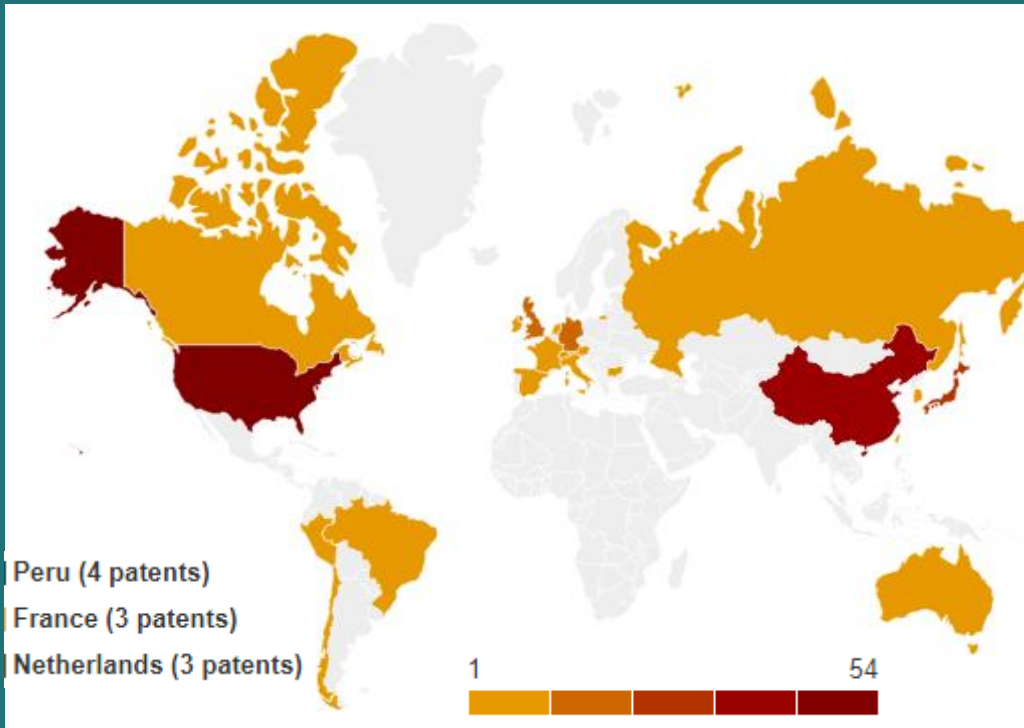 Peru (4 patents)
France (3 patents)
Netherlands (3 patents)
1 54